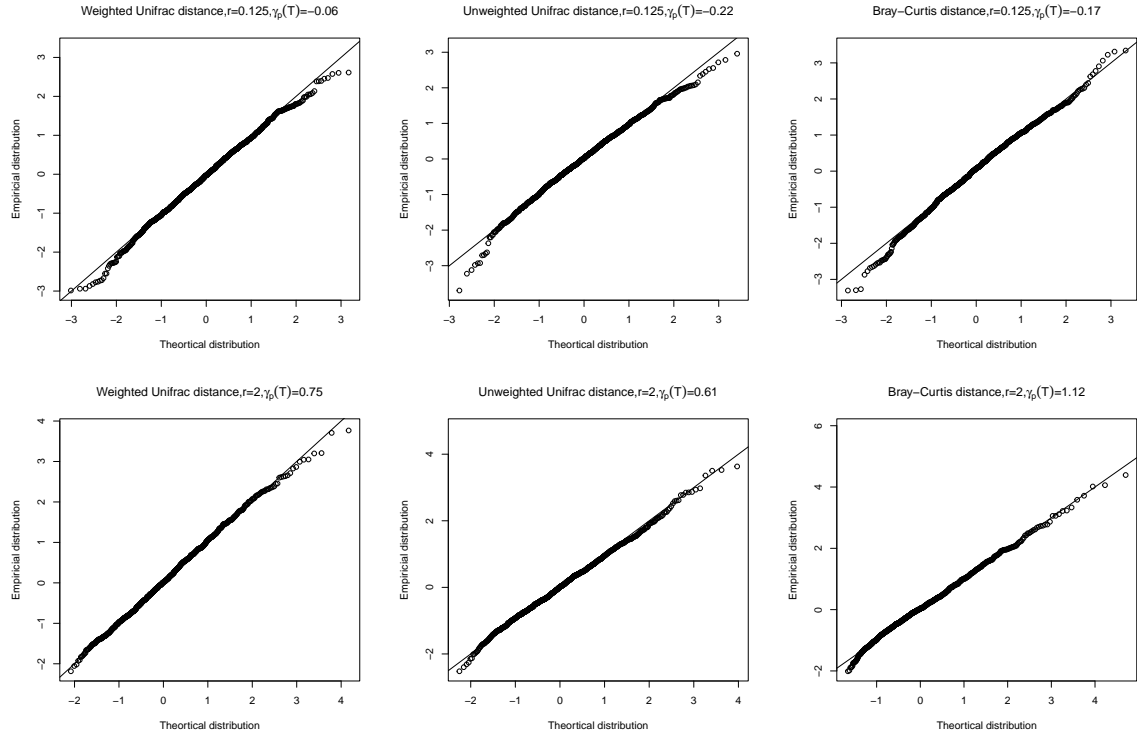 Weighted Unifrac distance,r=0.125,γp(T)=−0.06
Empiricial distribution
−3 −2 −1 0 1 2 3
−3 −2 −1 0 1 2 3
Theortical distribution
Unweighted Unifrac distance,r=0.125,γp(T)=−0.22
Empiricial distribution
−3 −2 −1 0 1 2 3
−3 −2 −1 0 1 2 3
Theortical distribution
Bray−Curtis distance,r=0.125,γp(T)=−0.17
Empiricial distribution
−3 −2 −1 0 1 2 3
−3 −2 −1 0 1 2 3
Theortical distribution
Weighted Unifrac distance,r=2,γp(T)=0.75
Empiricial distribution
−2 −1 0 1 2 3 4
−2 −1 0 1 2 3 4
Theortical distribution
Unweighted Unifrac distance,r=2,γp(T)=0.61
Empiricial distribution
−2 0 2 4
−2 −1 0 1 2 3 4
Theortical distribution
Bray−Curtis distance,r=2,γp(T)=1.12
Empiricial distribution
−2 0 2 4 6
−1 0 1 2 3 4
Theortical distribution